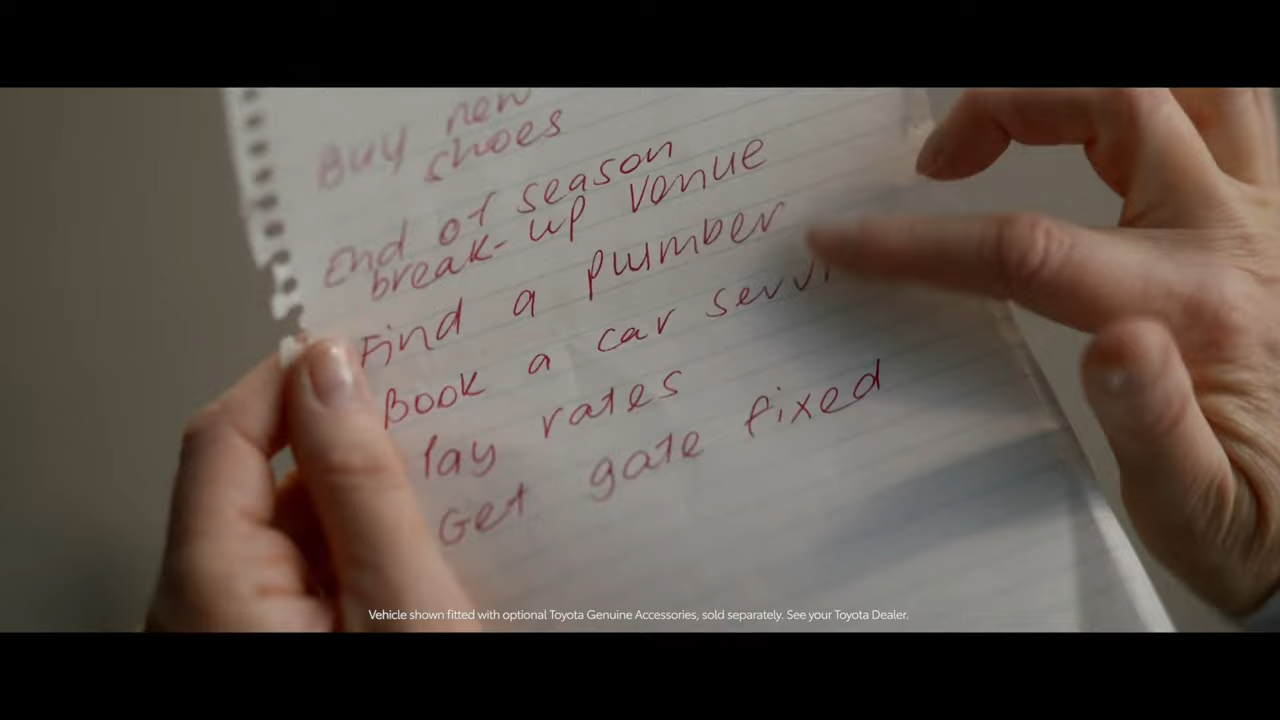 Buy new
shoes
End of season
break-up venue
Find a plumber
Book a car
Pay rates
Get gate fixed
Vehicle shown fitted with optional Toyota Genuine Accessories, sold separately. See your Toyota Dealer.